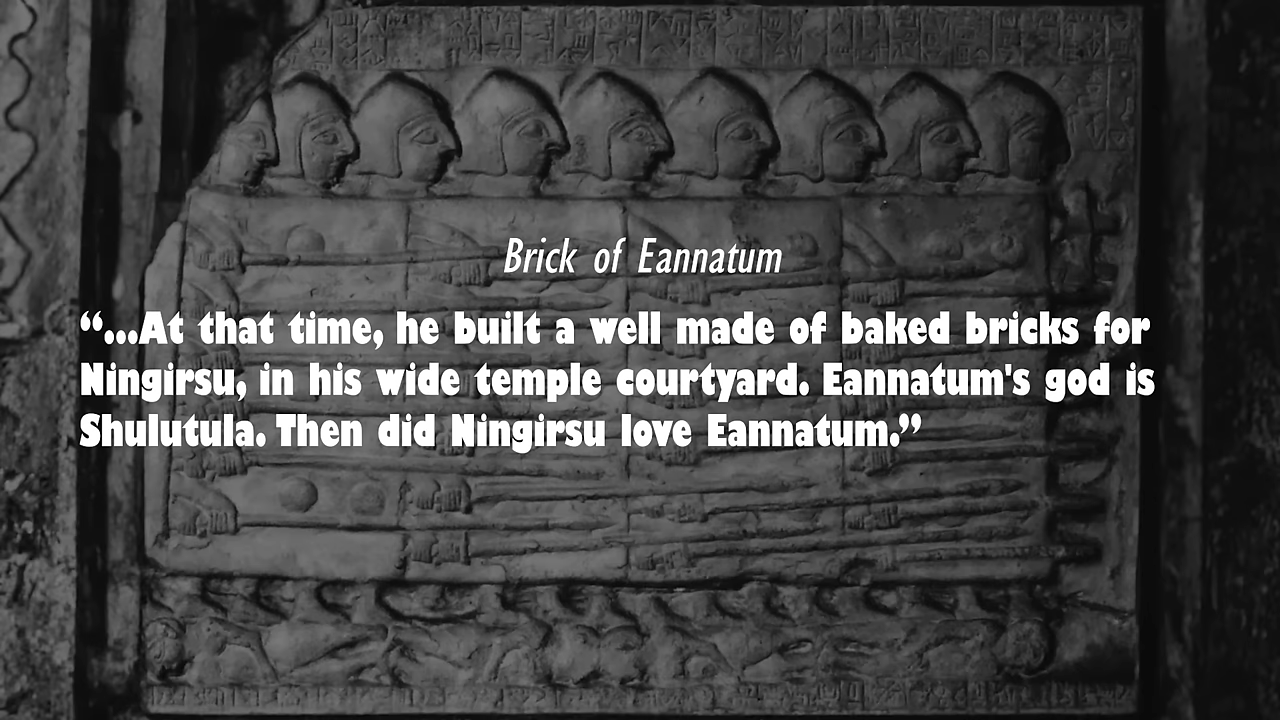 Brick of Eannatum
“...At that time, he built a well made of baked bricks for
Ningirsu, in his wide temple courtyard. Eannatum's god is
Shulutula. Then did Ningirsu love Eannatum.”